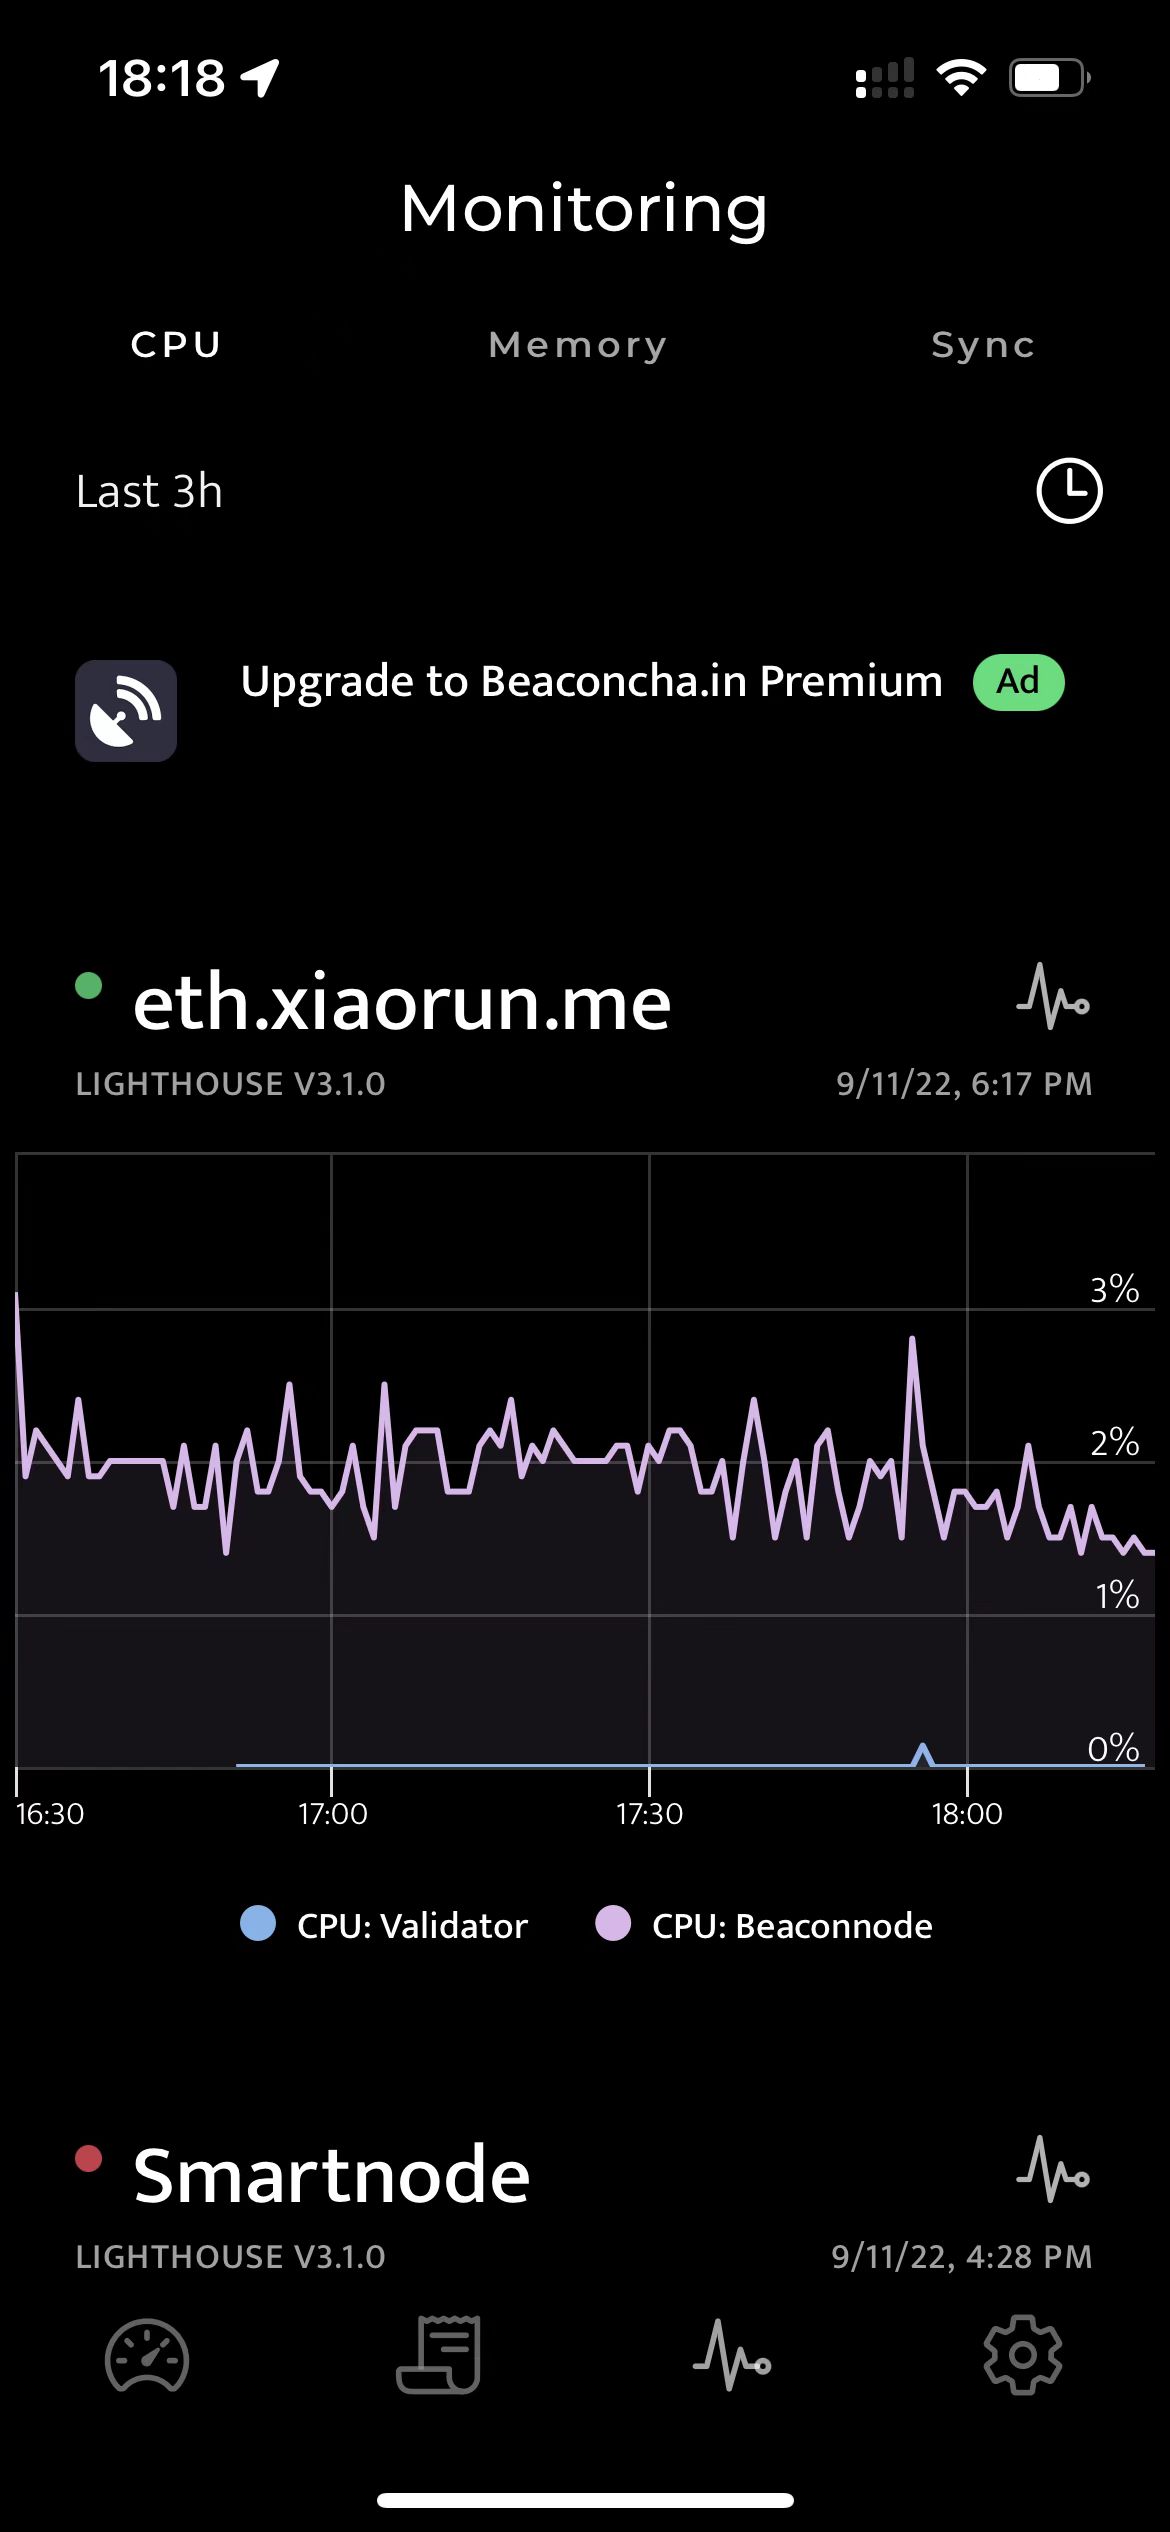 18:18
Monitoring
CPU Memory Sync
Last 3h
Upgrade to Beaconcha.in Premium Ad
eth.xiaorun.me
LIGHTHOUSE V3.1.0 9/11/22, 6:17 PM
3%
2%
1%
0%
16:30 17:00 17:30 18:00
CPU: Validator CPU: Beaconnode
Smartnode
LIGHTHOUSE V3.1.0 9/11/22, 4:28 PM